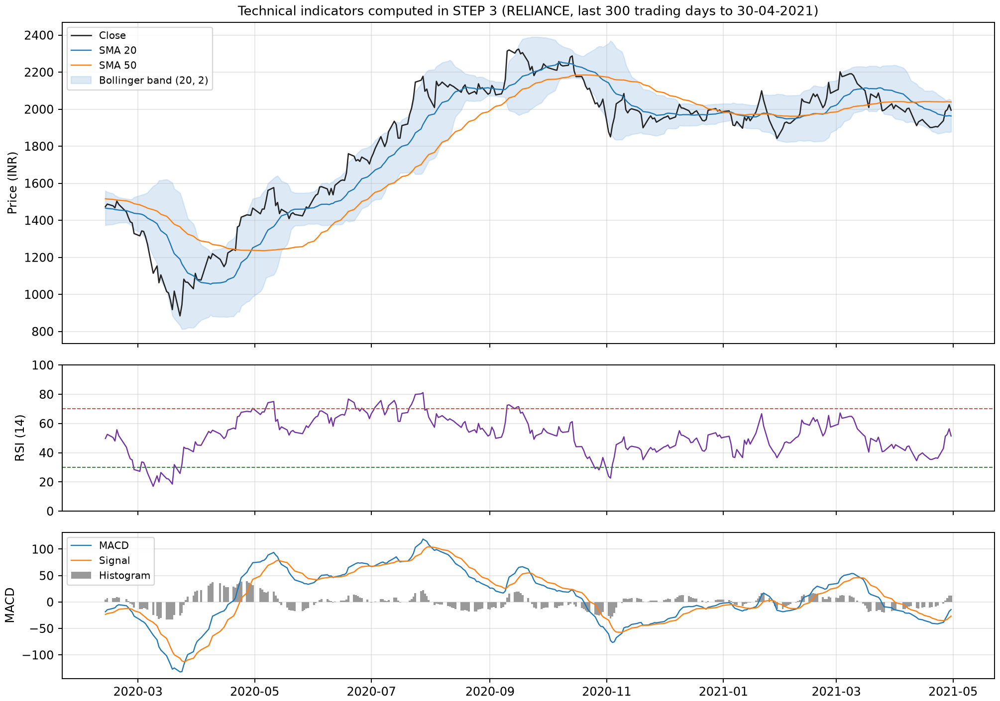 Technical indicators computed in STEP 3 (RELIANCE, last 300 trading days to 30-04-2021)
Close
SMA 20
SMA 50
Bollinger band (20, 2)
Price (INR)
2400
2200
2000
1800
1600
1400
1200
1000
800
RSI (14)
100
80
60
40
20
0
MACD
Signal
Histogram
MACD
100
50
0
−50
−100
2020-03
2020-05
2020-07
2020-09
2020-11
2021-01
2021-03
2021-05